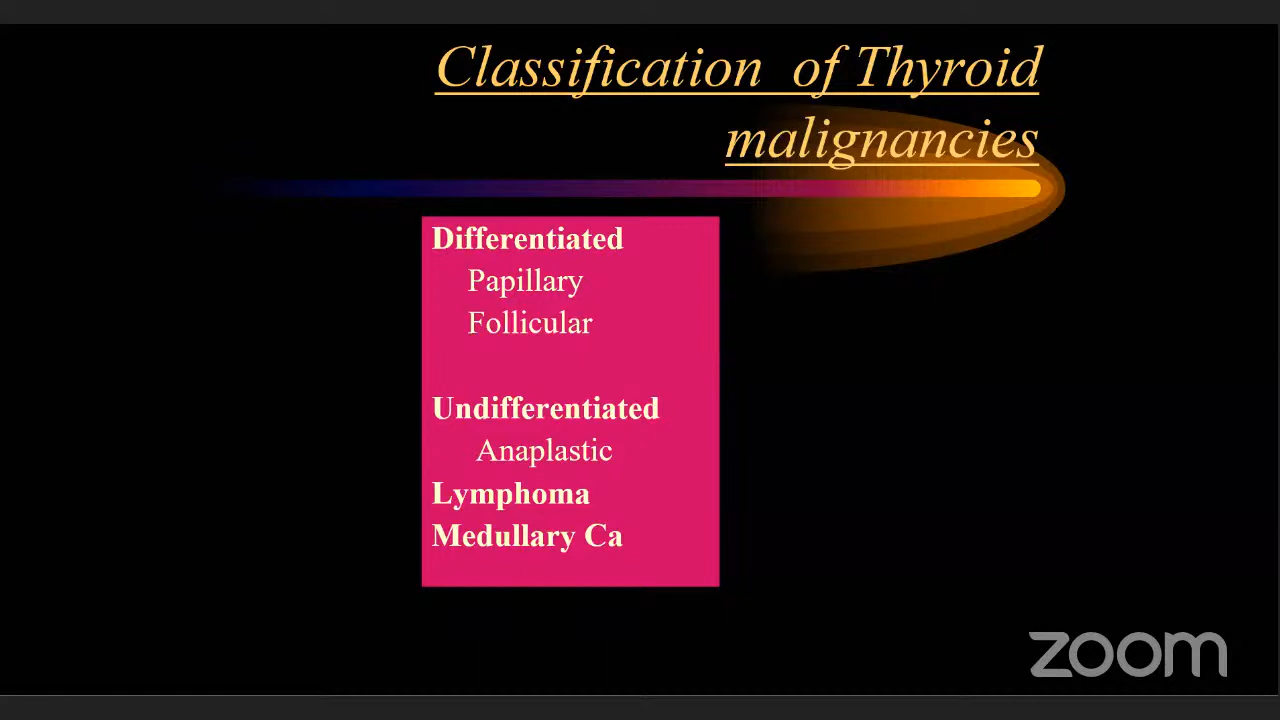 Classification of Thyroid
malignancies
Differentiated
Papillary
Follicular
Undifferentiated
Anaplastic
Lymphoma
Medullary Ca
zoom